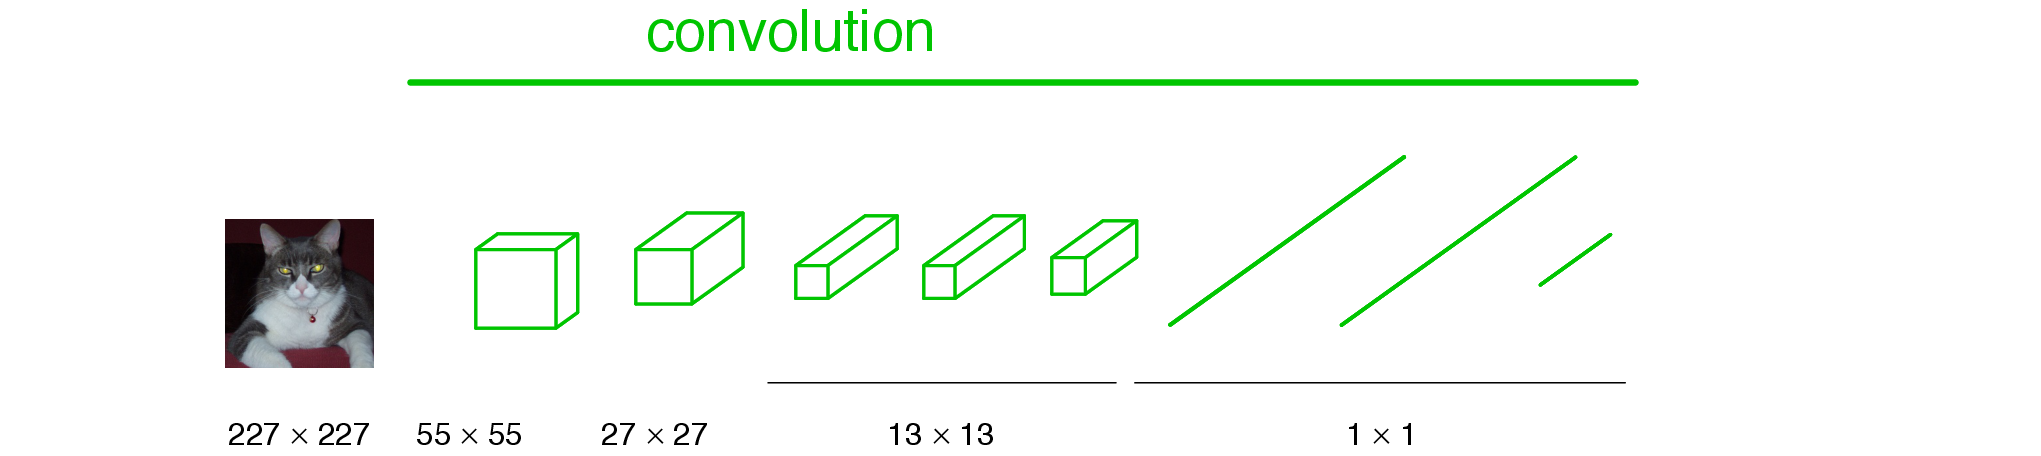 convolution
227 × 227
55 × 55
27 × 27
13 × 13
1 × 1